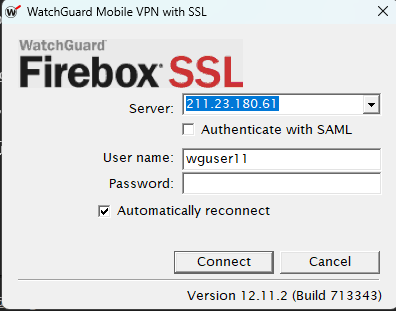 WatchGuard Mobile VPN with SSL
WatchGuard
Firebox SSL
Server: 211.23.180.61
Authenticate with SAML
User name: wguser11
Password:
Automatically reconnect
Connect Cancel
Version 12.11.2 (Build 713343)